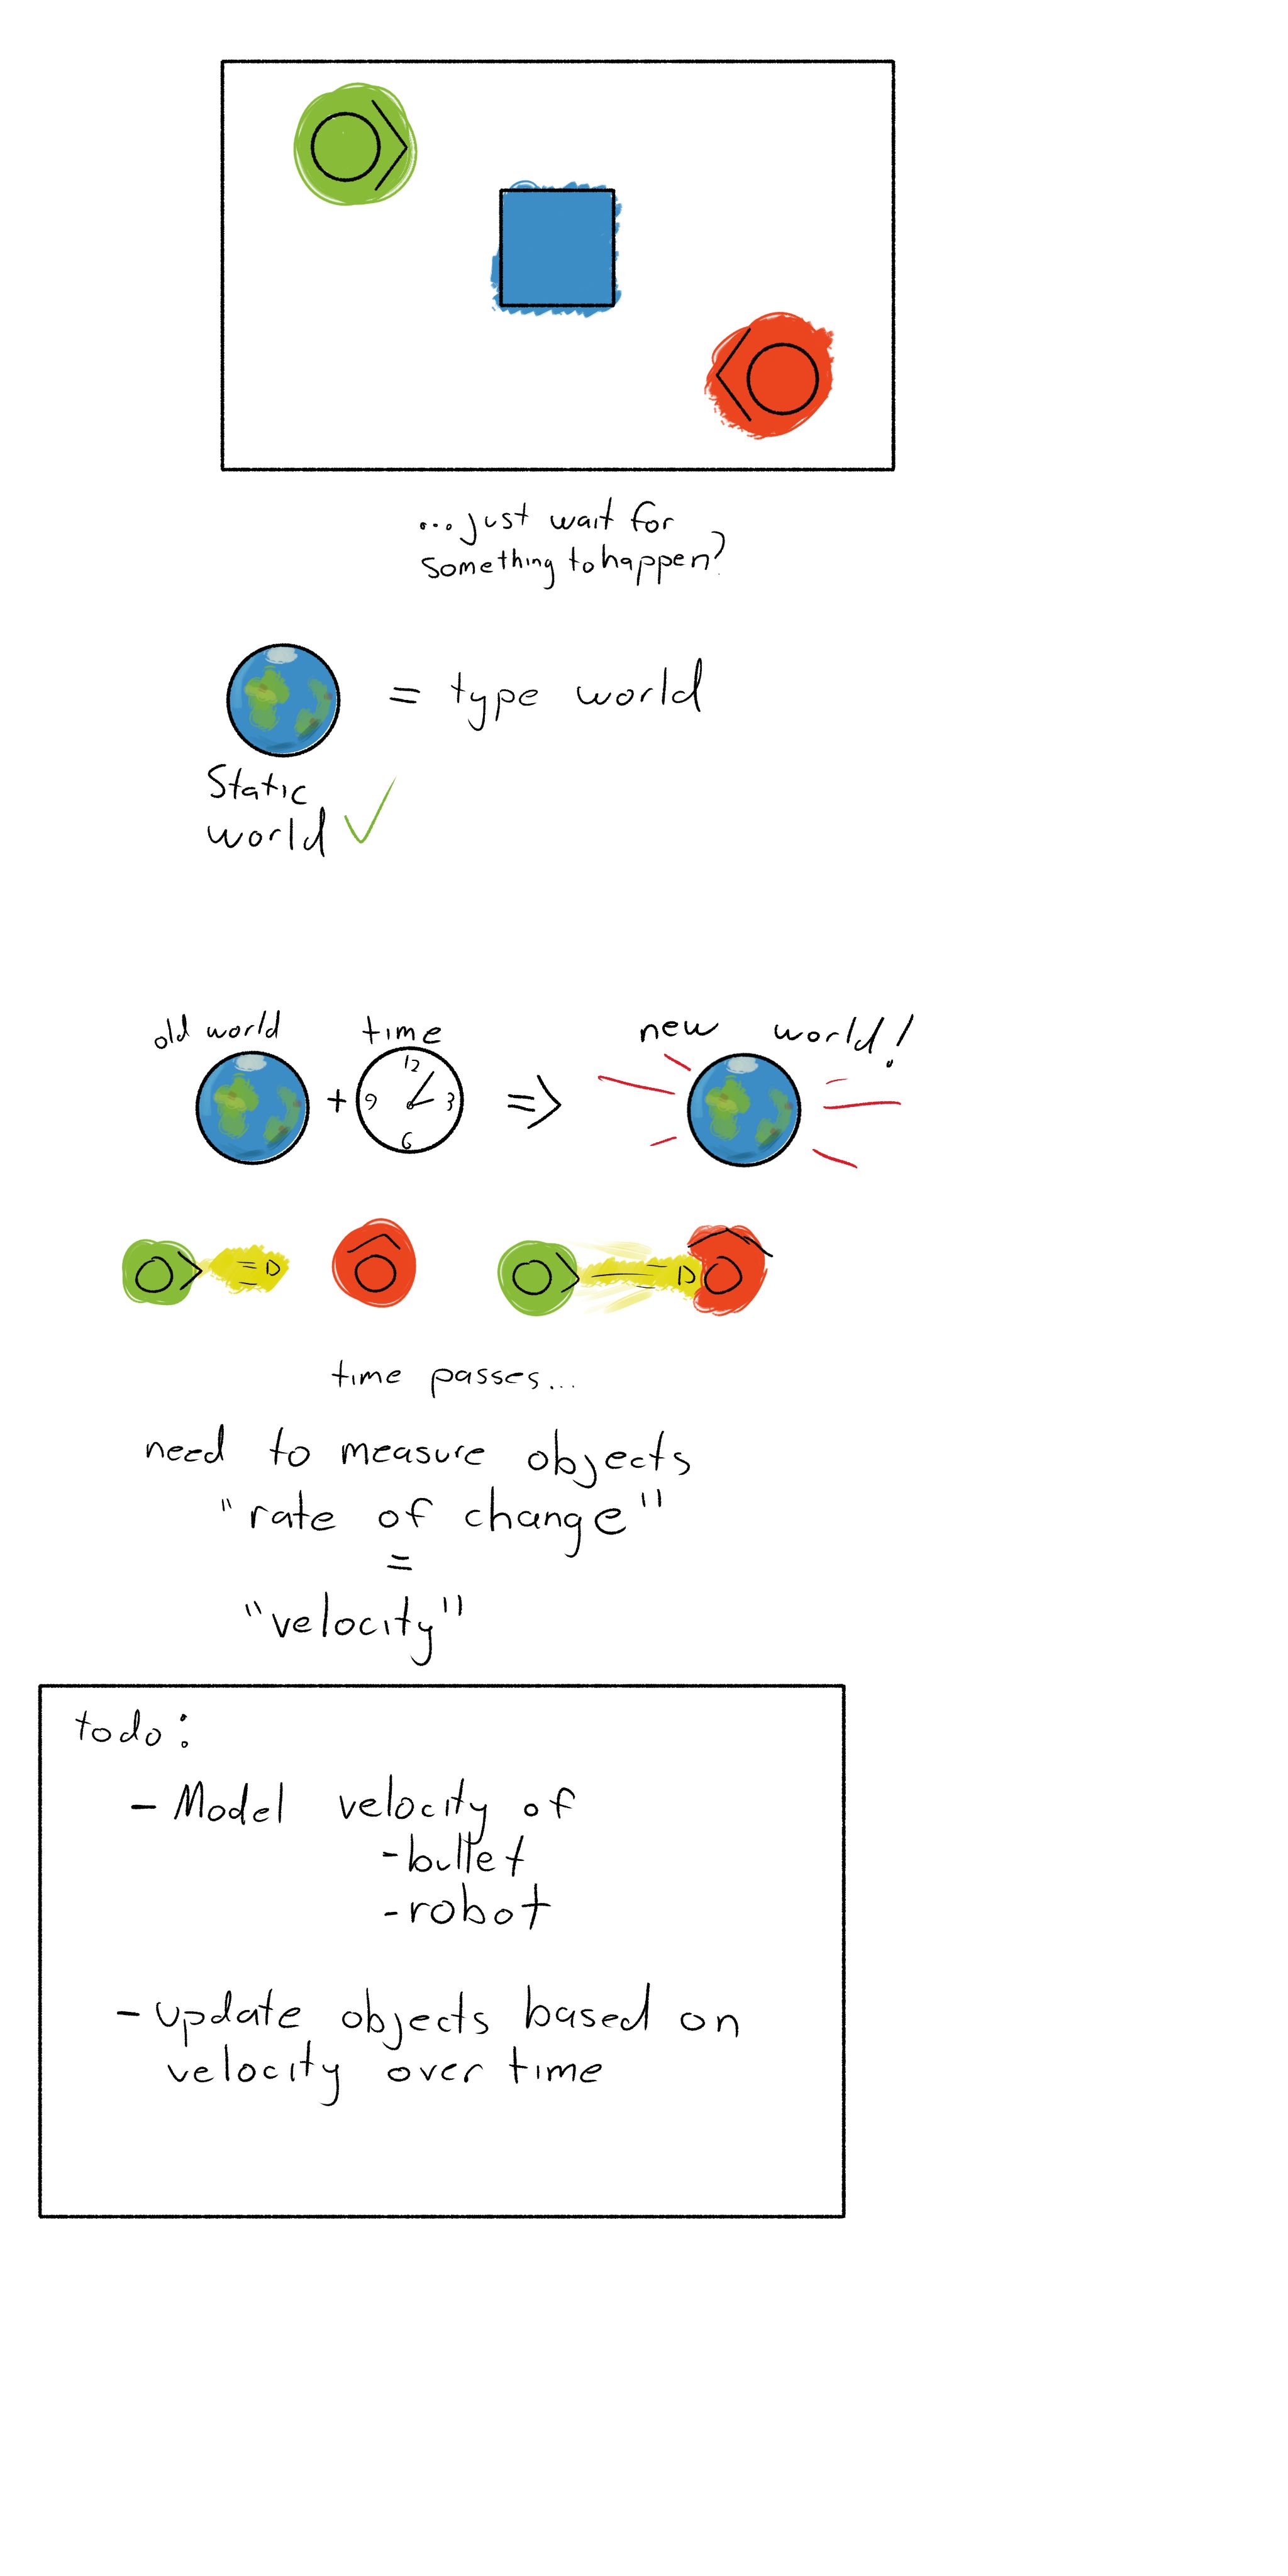 ...just wait for
something to happen?
= type world
Static
world
old world
time
new world!
+
12
9
3
6
=>
time passes...
need to measure objects
"rate of change"
=
"velocity"
todo:
- Model velocity of
- bullet
- robot
- update objects based on
velocity over time